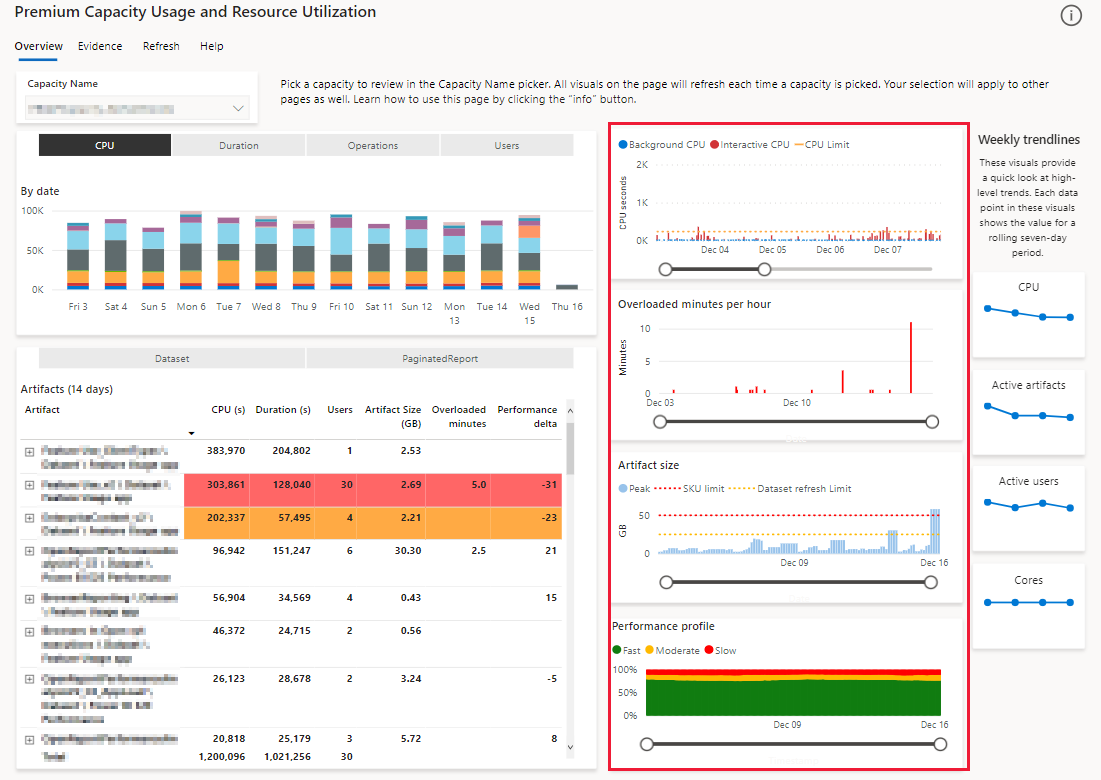 Premium Capacity Usage and Resource Utilization
Overview Evidence Refresh Help
Capacity Name
Pick a capacity to review in the Capacity Name picker. All visuals on the page will refresh each time a capacity is picked. Your selection will apply to other
pages as well. Learn how to use this page by clicking the "info" button.
CPU Duration Operations Users
By date
100K
50K
0K
Fri 3 Sat 4 Sun 5 Mon 6 Tue 7 Wed 8 Thu 9 Fri 10 Sat 11 Sun 12 Mon 13 Tue 14 Wed 15 Thu 16
Dataset PaginatedReport
Artifacts (14 days)
Artifact CPU (s) Duration (s) Users Artifact Size (GB) Overloaded minutes Performance delta
383,970 204,802 1 2.53
303,861 128,040 30 2.69 5.0 -31
202,337 57,495 4 2.21 -23
96,942 151,247 6 30.30 2.5 21
56,904 34,569 4 0.43 15
46,372 24,715 2 0.56
26,123 28,678 2 3.24 -5
20,818 25,179 3 5.72 8
1,200,096 1,021,256 30
Background CPU Interactive CPU CPU Limit
CPU seconds
2K
1K
0K
Dec 04 Dec 05 Dec 06 Dec 07
Overloaded minutes per hour
Minutes
10
5
0
Dec 03 Dec 10
Artifact size
Peak SKU limit Dataset refresh Limit
GB
50
0
Dec 09 Dec 16
Performance profile
Fast Moderate Slow
100%
50%
0%
Dec 09 Dec 16
Weekly trendlines
These visuals provide
a quick look at high-
level trends. Each data
point in these visuals
shows the value for a
rolling seven-day
period.
CPU
Active artifacts
Active users
Cores